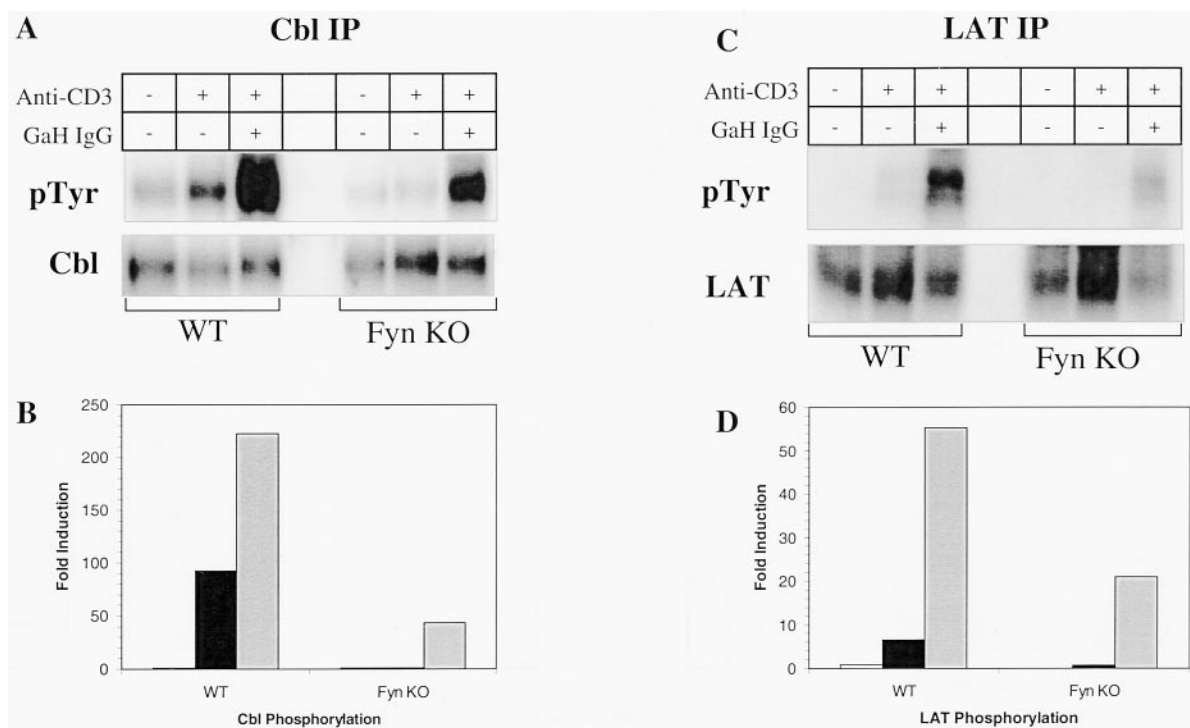 A
Cbl IP
Anti-CD3 - + + - + +
GaH IgG - - + - - +
pTyr
Cbl
WT
Fyn KO
B
250
200
150
100
50
0
Fold Induction
WT
Fyn KO
Cbl Phosphorylation
C
LAT IP
Anti-CD3 - + + - + +
GaH IgG - - + - - +
pTyr
LAT
WT
Fyn KO
D
60
50
40
30
20
10
0
Fold Induction
WT
Fyn KO
LAT Phosphorylation